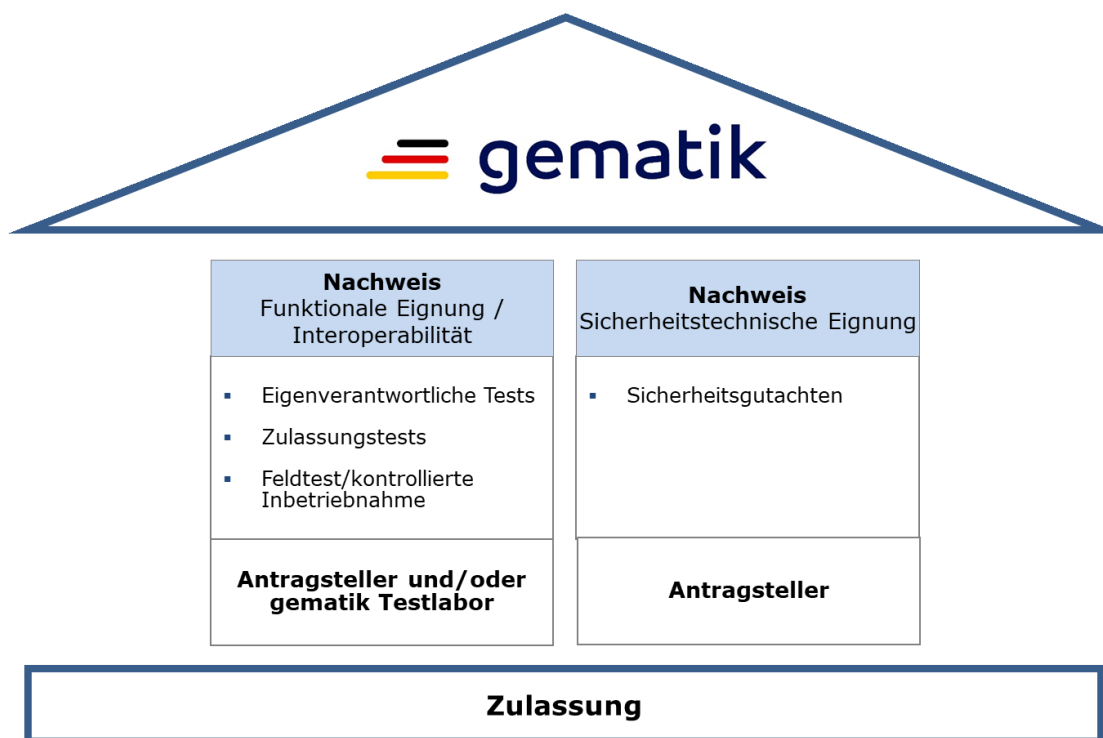 gematik
Nachweis
Funktionale Eignung /
Interoperabilität
Eigenverantwortliche Tests
Zulassungstests
Feldtest/kontrollierte
Inbetriebnahme
Antragsteller und/oder
gematik Testlabor
Nachweis
Sicherheitstechnische Eignung
Sicherheitsgutachten
Antragsteller
Zulassung